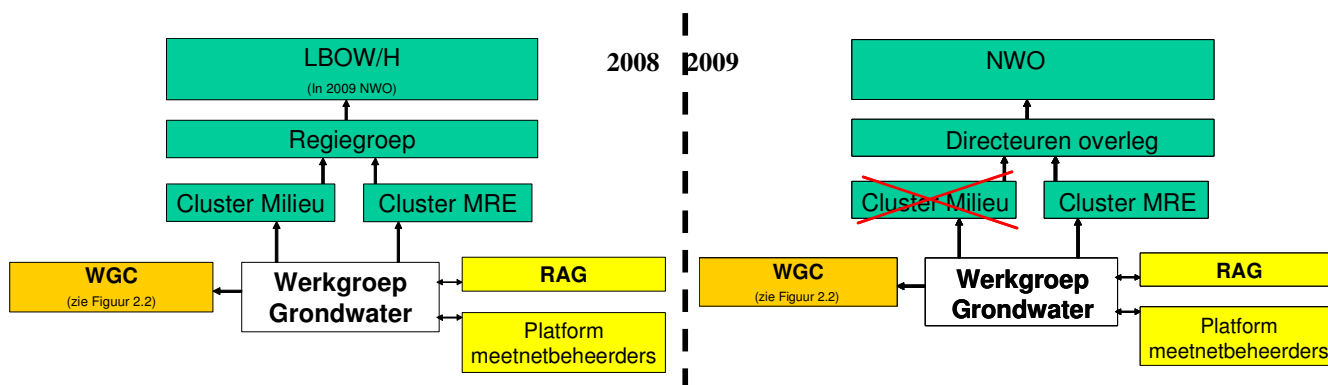 LBOW/H
(In 2009 NWO)
Regiegroep
Cluster Milieu
Cluster MRE
WGC
(zie Figuur 2.2)
Werkgroep
Grondwater
RAG
Platform
meetnetbeheerders
2008
2009
NWO
Directeuren overleg
Cluster Milieu
Cluster MRE
WGC
(zie Figuur 2.2)
Werkgroep
Grondwater
RAG
Platform
meetnetbeheerders